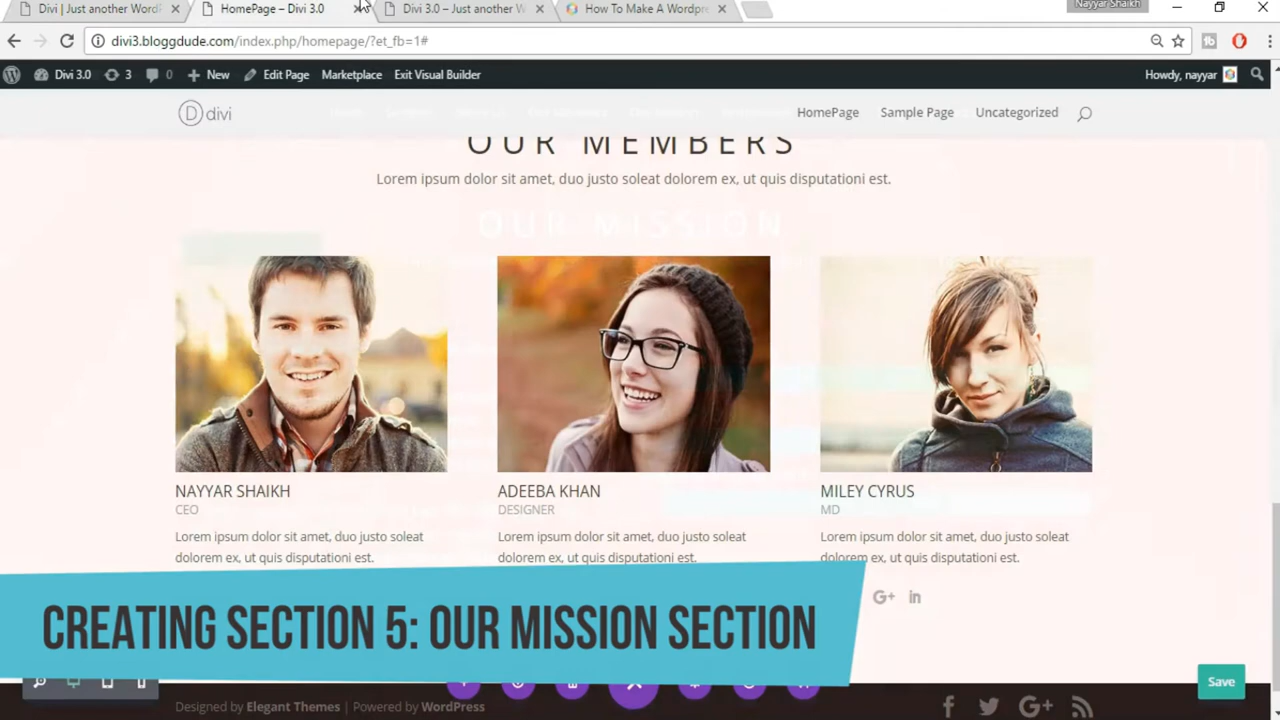 Divi | Just another WordP
HomePage – Divi 3.0
Divi 3.0 – Just another W
How To Make A Wordpre
Nayyar Shaikh
divi3.bloggdude.com/index.php/homepage/?et_fb=1#
Divi 3.0
3
0
New
Edit Page
Marketplace
Exit Visual Builder
Howdy, nayyar
D divi
HomePage
Sample Page
Uncategorized
OUR MEMBERS
Lorem ipsum dolor sit amet, duo justo soleat dolorem ex, ut quis disputationi est.
OUR MISSION
NAYYAR SHAIKH
CEO
Lorem ipsum dolor sit amet, duo justo soleat
dolorem ex, ut quis disputationi est.
ADEEBA KHAN
DESIGNER
Lorem ipsum dolor sit amet, duo justo soleat
dolorem ex, ut quis disputationi est.
MILEY CYRUS
MD
Lorem ipsum dolor sit amet, duo justo soleat
dolorem ex, ut quis disputationi est.
G+ in
CREATING SECTION 5: OUR MISSION SECTION
Save
Designed by Elegant Themes | Powered by WordPress